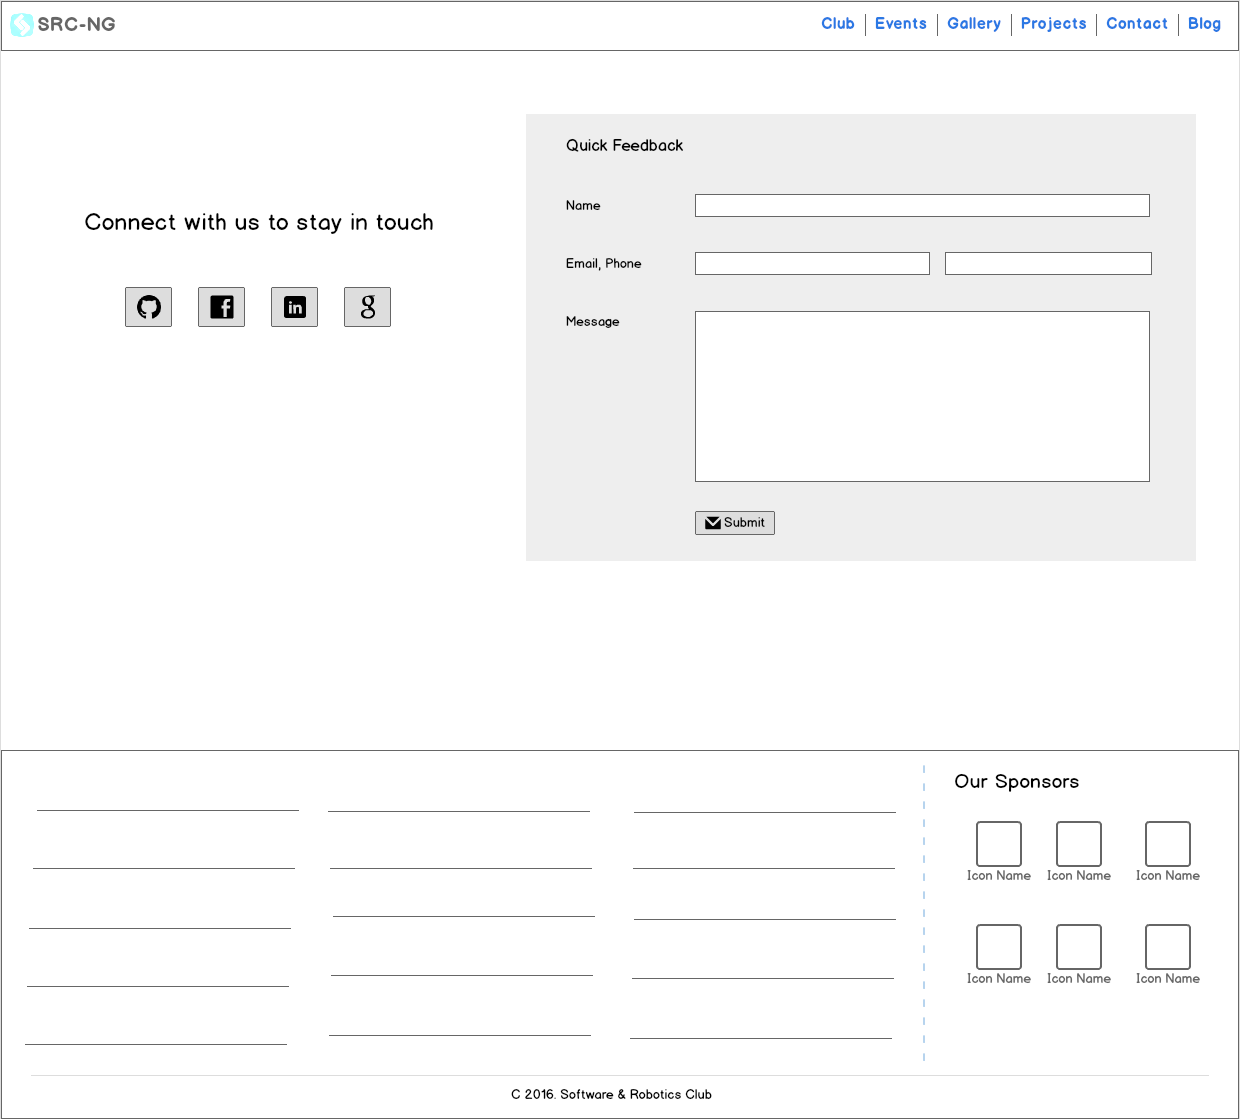 SRC-NG
Club Events Gallery Projects Contact Blog
Connect with us to stay in touch
Quick Feedback
Name
Email, Phone
Message
Submit
Our Sponsors
Icon Name Icon Name Icon Name
Icon Name Icon Name Icon Name
C 2016. Software & Robotics Club